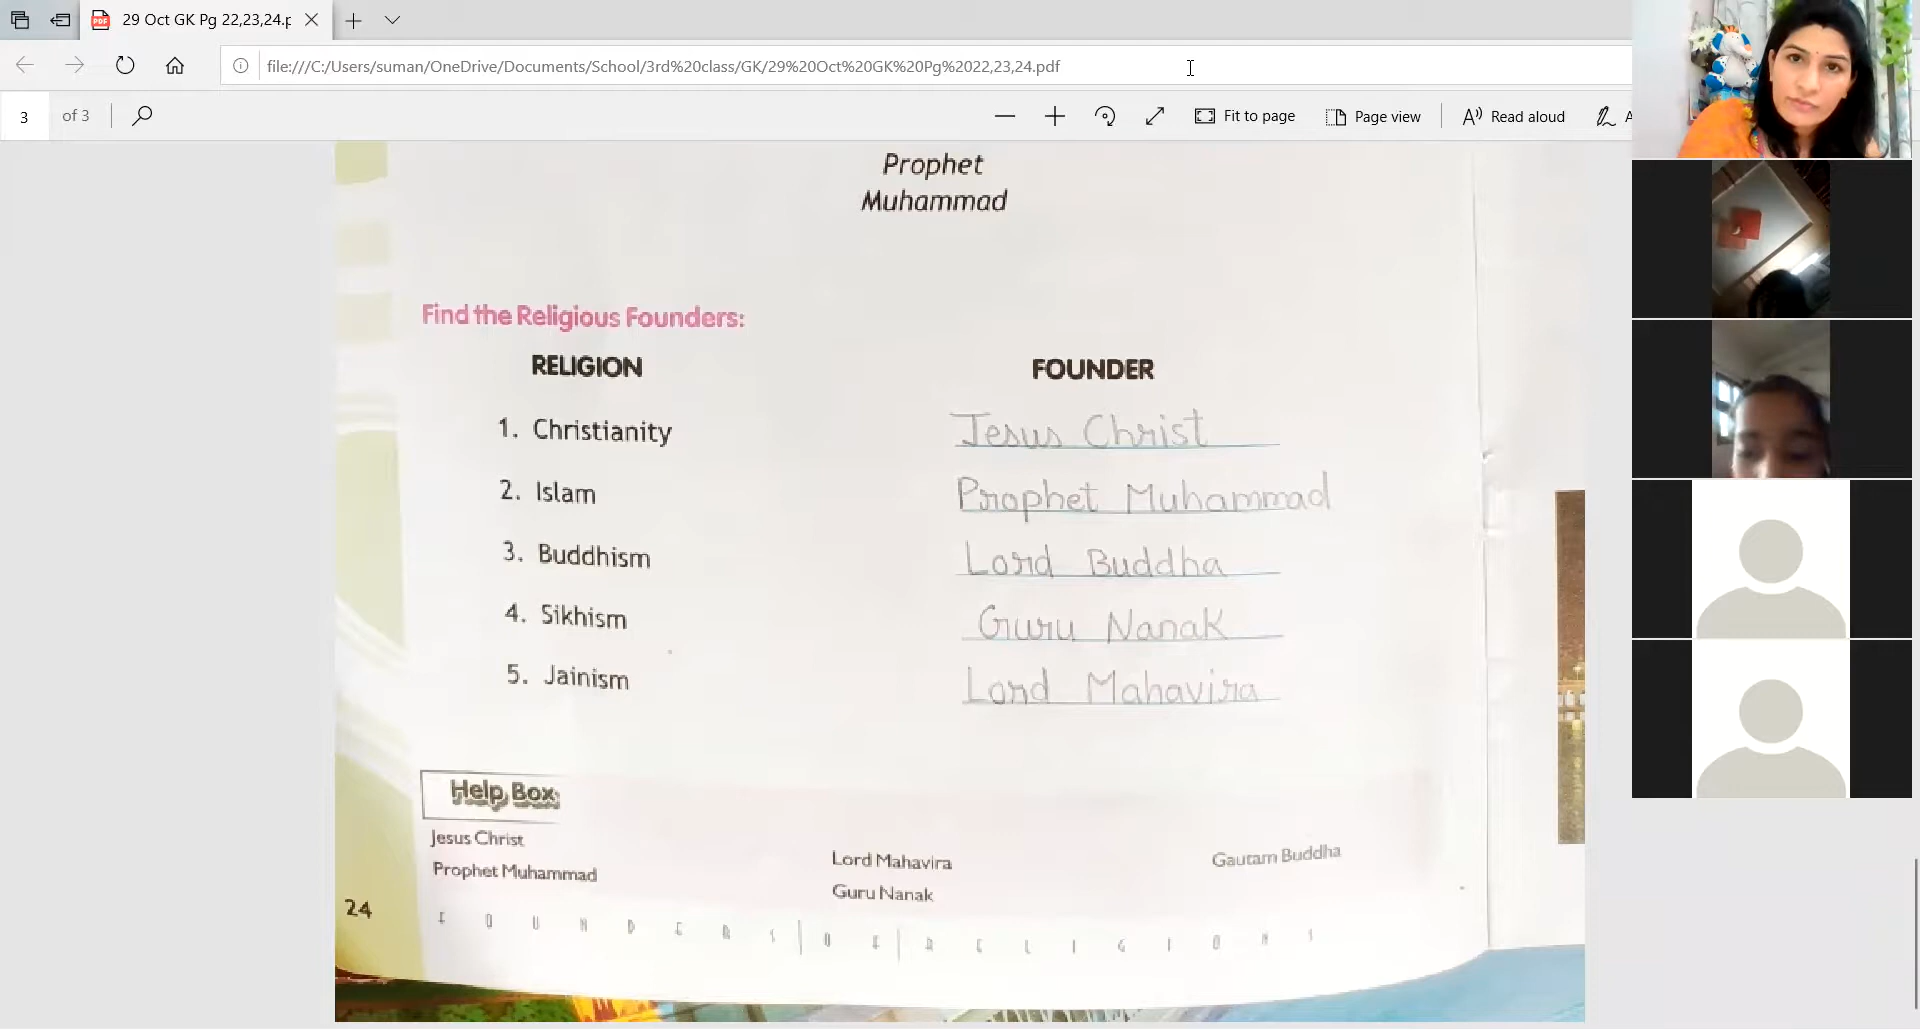 29 Oct GK Pg 22,23,24.p
file:///C:/Users/suman/OneDrive/Documents/School/3rd%20class/GK/29%20Oct%20GK%20Pg%2022,23,24.pdf
3 of 3
Fit to page
Page view
Read aloud
Prophet
Muhammad
Find the Religious Founders:
RELIGION FOUNDER
1. Christianity Jesus Christ
2. Islam Prophet Muhammad
3. Buddhism Lord Buddha
4. Sikhism Guru Nanak
5. Jainism Lord Mahavira
Help Box
Jesus Christ Lord Mahavira Gautam Buddha
Prophet Muhammad Guru Nanak
24
FOUNDERS|OF|RELIGIONS